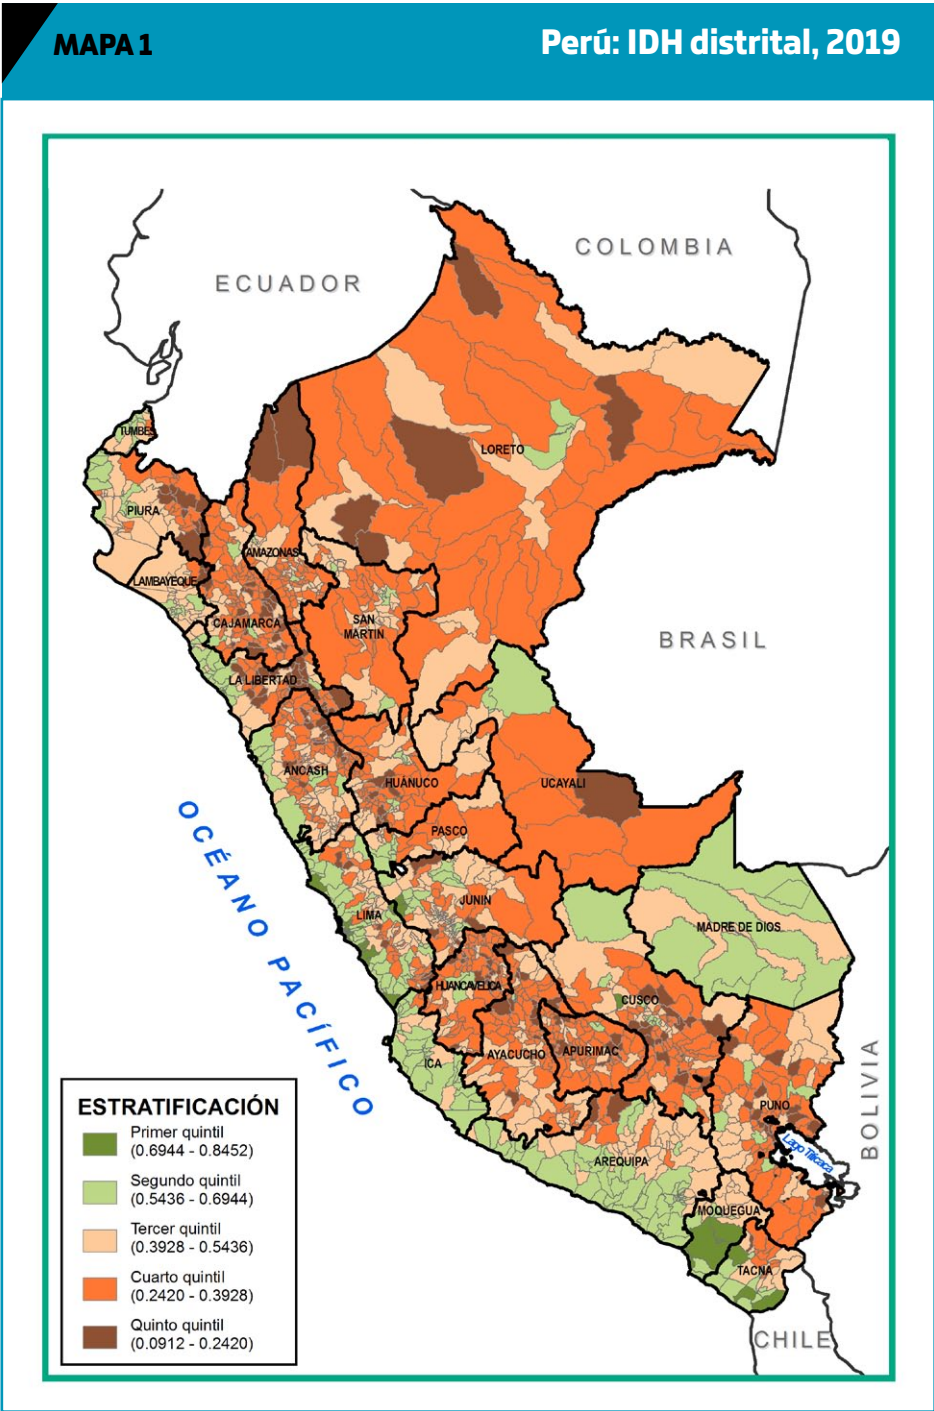 MAPA 1
Perú: IDH distrital, 2019
COLOMBIA
ECUADOR
TUMBES
LORETO
PIURA
AMAZONAS
LAMBAYEQUE
CAJAMARCA
SAN
MARTIN
BRASIL
LA LIBERTAD
ANCASH
HUÁNUCO
UCAYALI
PASCO
OCÉANO PACÍFICO
JUNIN
LIMA
MADRE DE DIOS
HUANCAVELICA
CUSCO
AYACUCHO
APURIMAC
ICA
BOLIVIA
PUNO
Lago Titicaca
AREQUIPA
MOQUEGUA
TACNA
CHILE
ESTRATIFICACIÓN
Primer quintil
(0.6944 - 0.8452)
Segundo quintil
(0.5436 - 0.6944)
Tercer quintil
(0.3928 - 0.5436)
Cuarto quintil
(0.2420 - 0.3928)
Quinto quintil
(0.0912 - 0.2420)